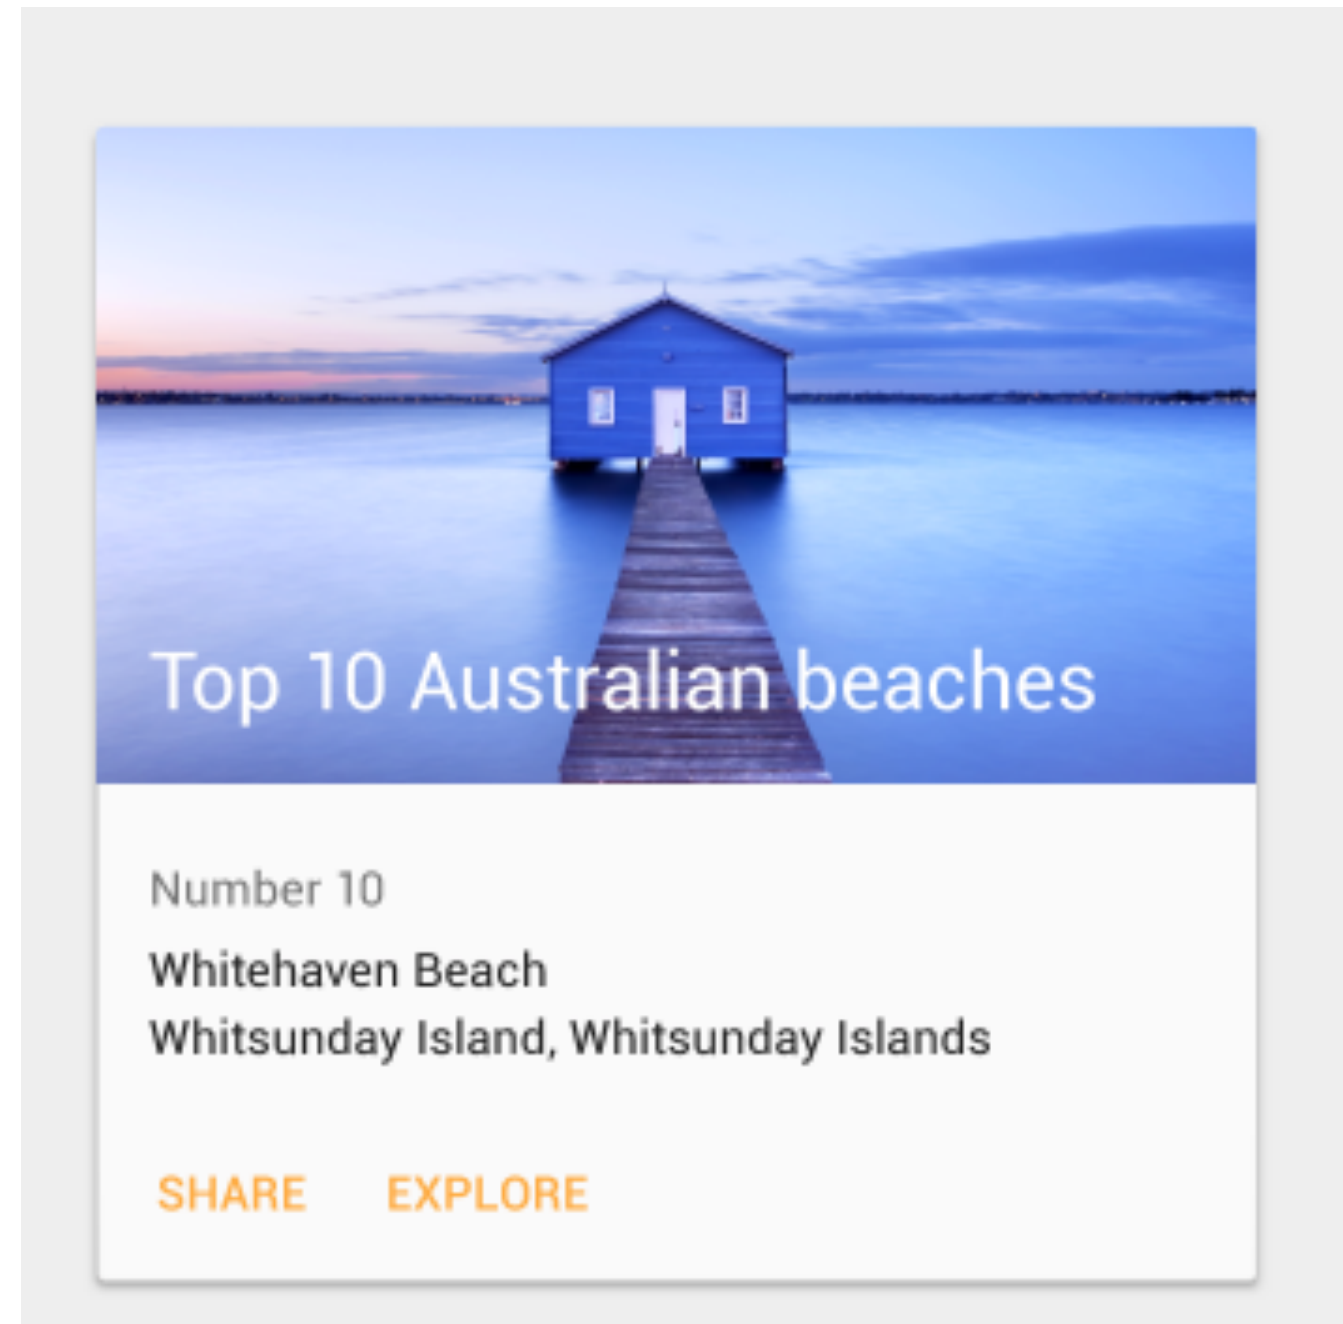 Top 10 Australian beaches
Number 10
Whitehaven Beach
Whitsunday Island, Whitsunday Islands
SHARE EXPLORE